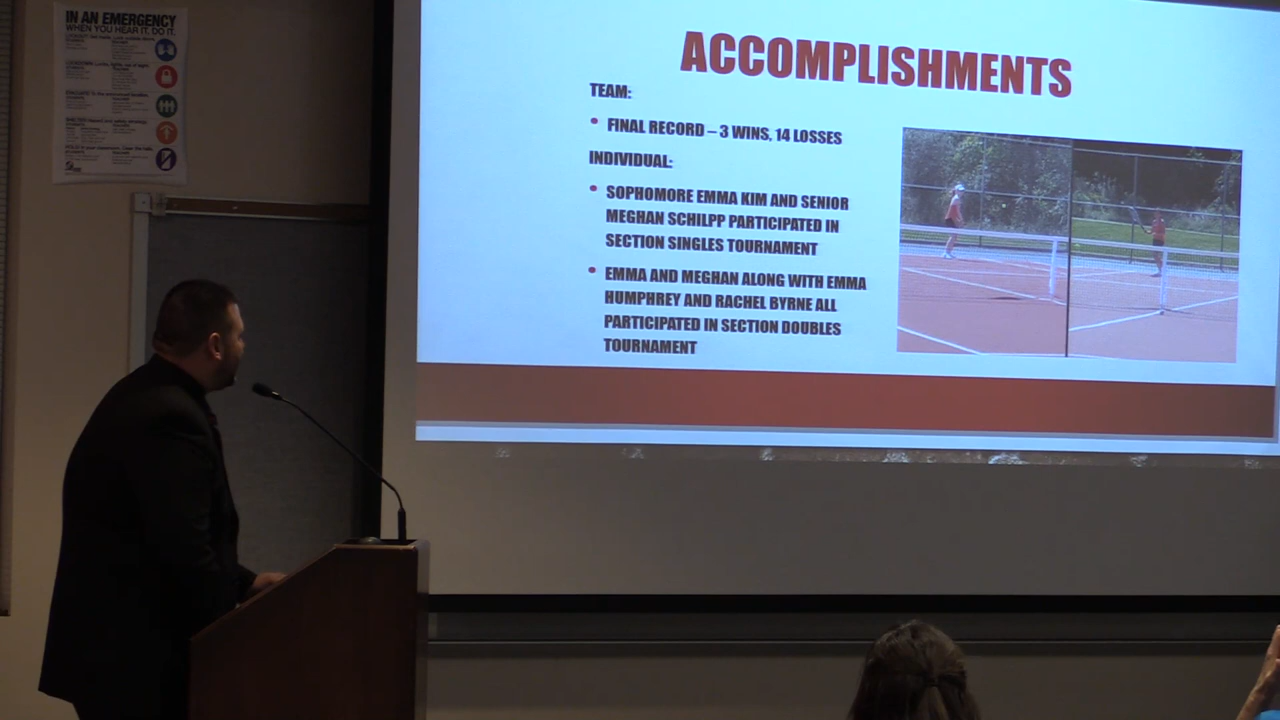 IN AN EMERGENCY
WHEN YOU HEAR IT, DO IT.
ACCOMPLISHMENTS
TEAM:
• FINAL RECORD – 3 WINS, 14 LOSSES
INDIVIDUAL:
• SOPHOMORE EMMA KIM AND SENIOR
MEGHAN SCHILPP PARTICIPATED IN
SECTION SINGLES TOURNAMENT
• EMMA AND MEGHAN ALONG WITH EMMA
HUMPHREY AND RACHEL BYRNE ALL
PARTICIPATED IN SECTION DOUBLES
TOURNAMENT